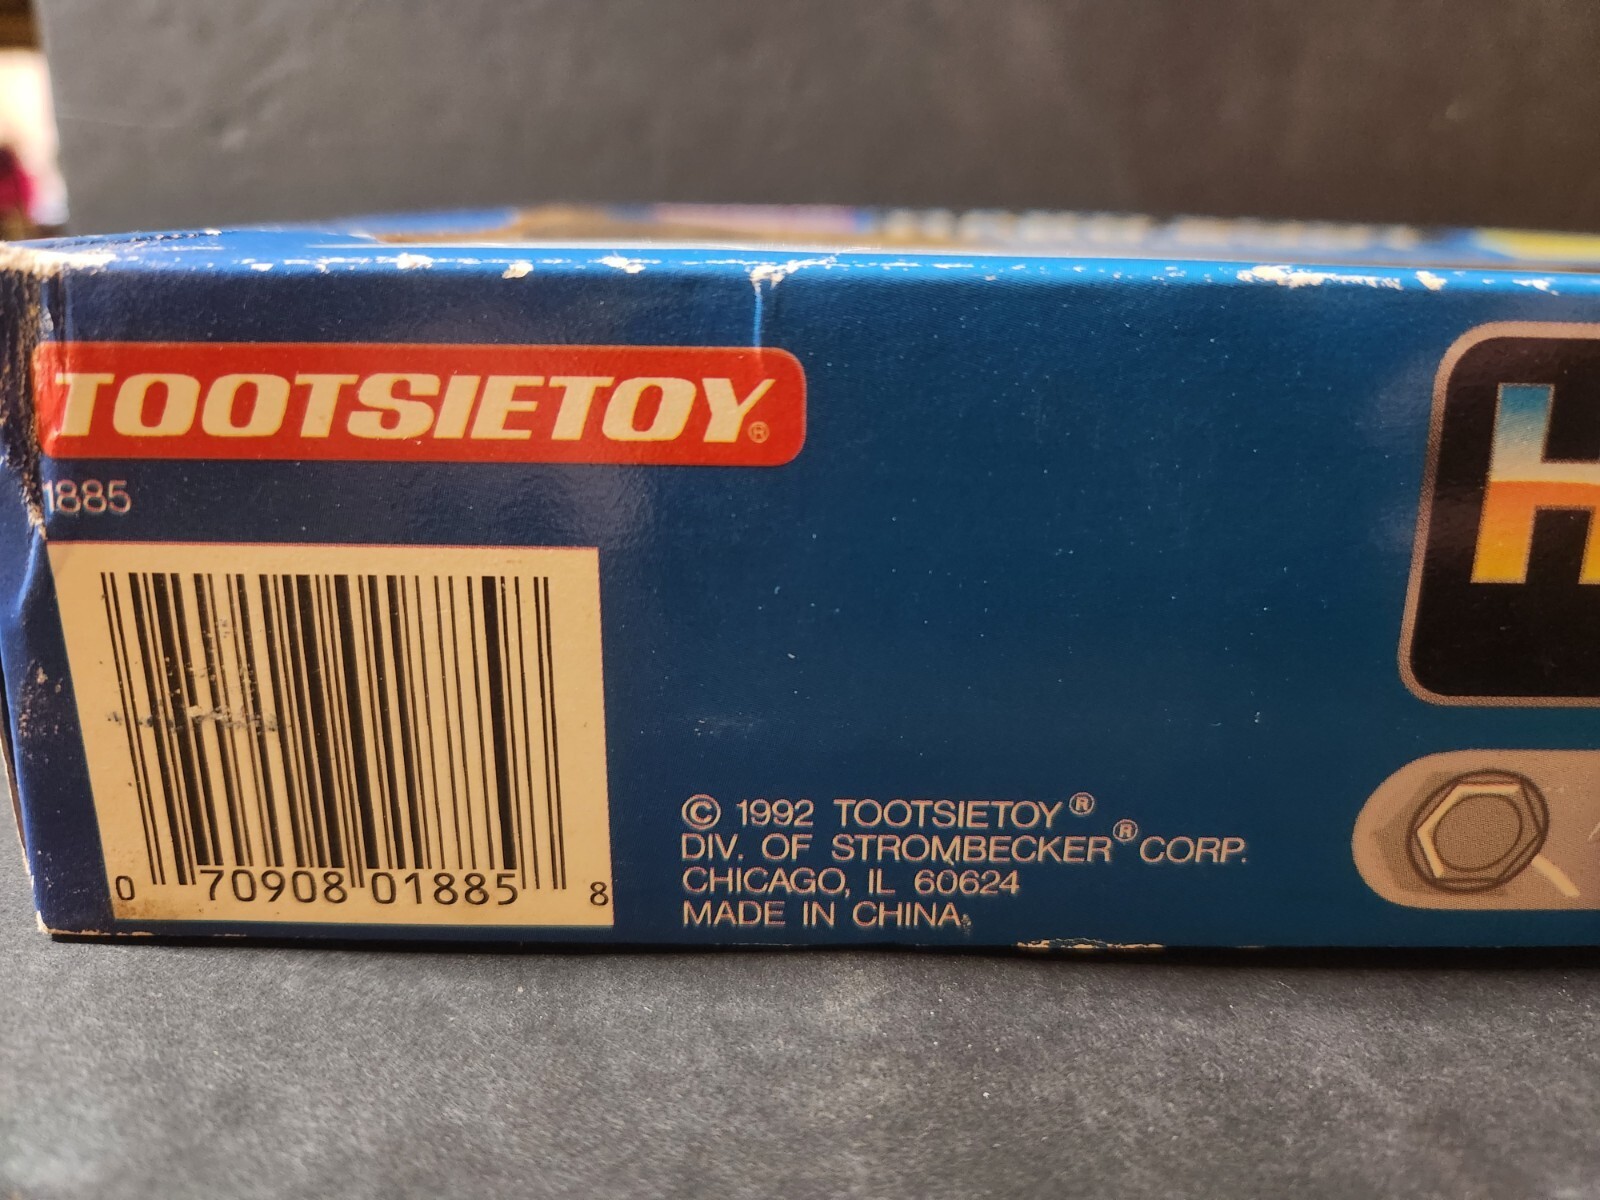 TOOTSIETOY®
1885
0 70908 01885 8
© 1992 TOOTSIETOY®
DIV. OF STROMBECKER® CORP.
CHICAGO, IL 60624
MADE IN CHINA.
H